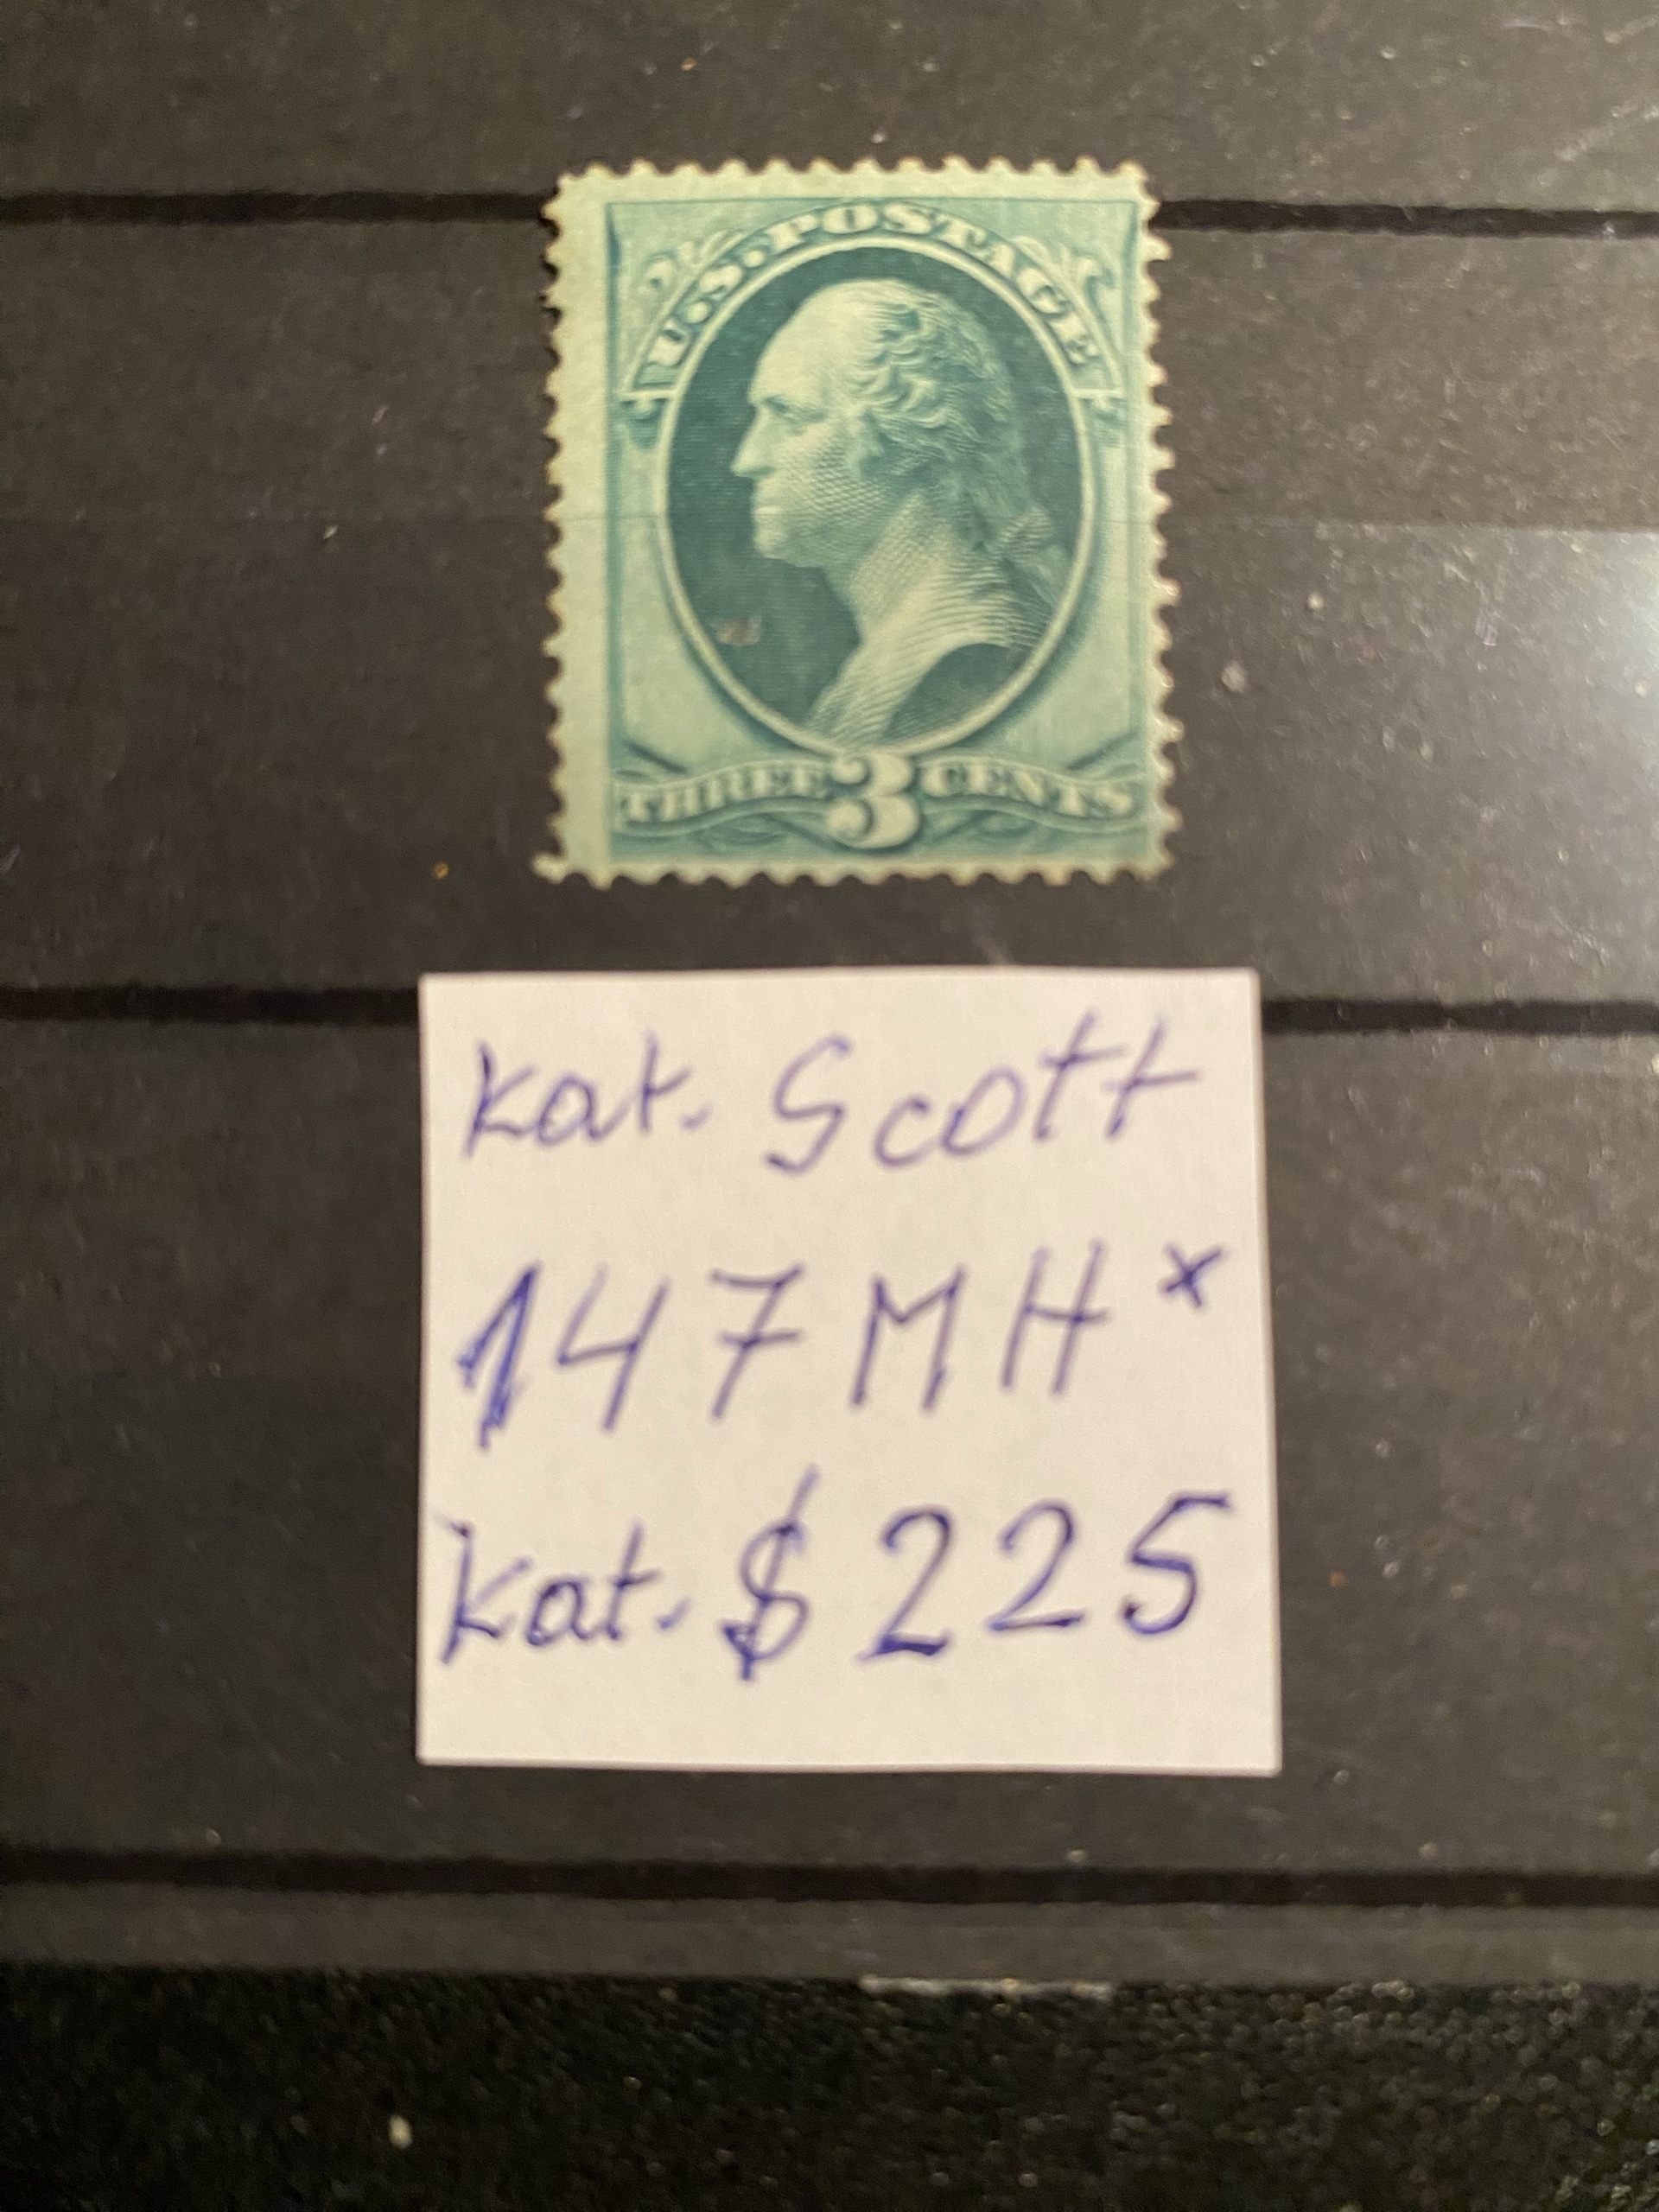 U.S. POSTAGE
THREE 3 CENTS
kat. Scott
147 MH x
kat. $ 225